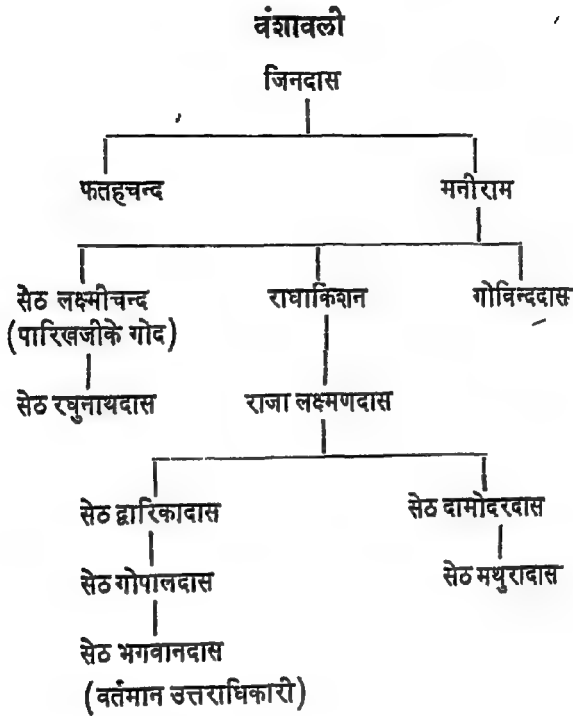 वंशावली
जिनदास
फतहचन्द मनीराम
सेठ लक्ष्मीचन्द राधाकिशन गोविन्ददास
(पारिखजीके गोद)
सेठ रघुनाथदास राजा लक्ष्मणदास
सेठ द्वारिकादास सेठ दामोदरदास
सेठ गोपालदास सेठ मथुरादास
सेठ भगवानदास
(वर्तमान उत्तराधिकारी)